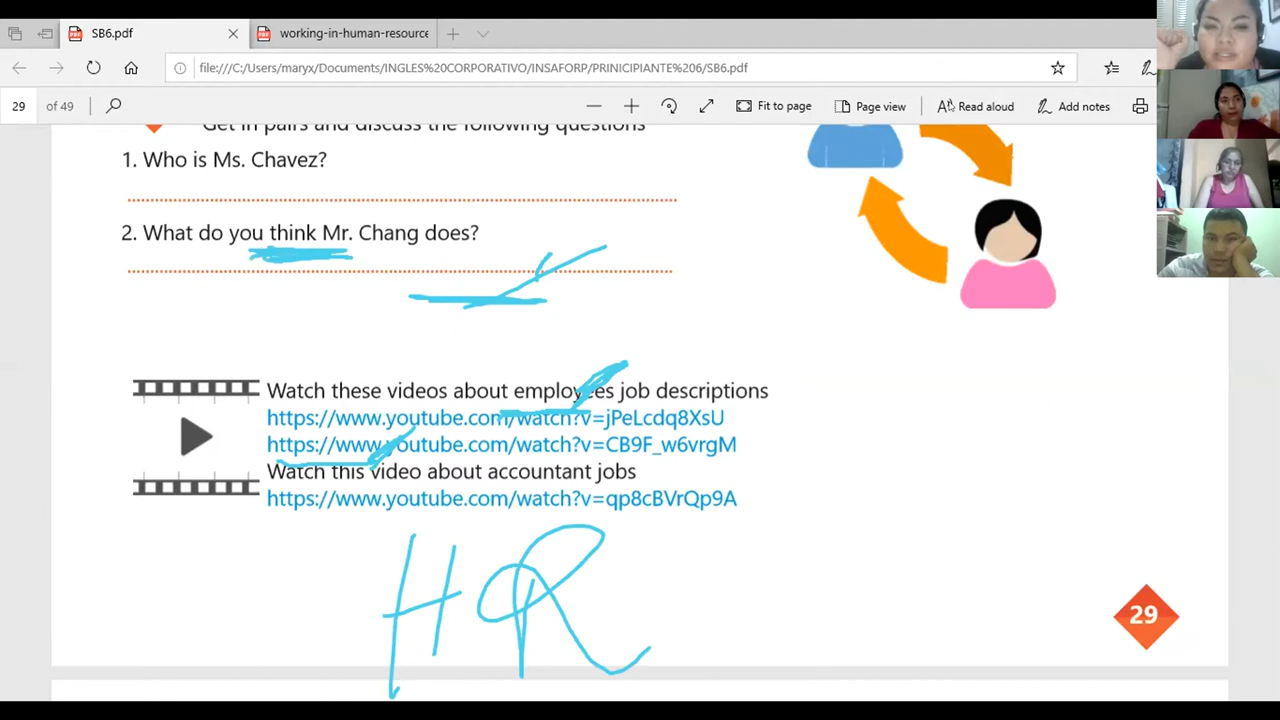 SB6.pdf
working-in-human-resource
file:///C:/Users/maryx/Documents/INGLES%20CORPORATIVO/INSAFORP/PRINICIPIANTE%206/SB6.pdf
29 of 49
Fit to page
Page view
Read aloud
Add notes
Get in pairs and discuss the following questions
1. Who is Ms. Chavez?
2. What do you think Mr. Chang does?
Watch these videos about employees job descriptions
https://www.youtube.com/watch?v=jPeLcdq8XsU
https://www.youtube.com/watch?v=CB9F_w6vrgM
Watch this video about accountant jobs
https://www.youtube.com/watch?v=qp8cBVrQp9A
HR
29